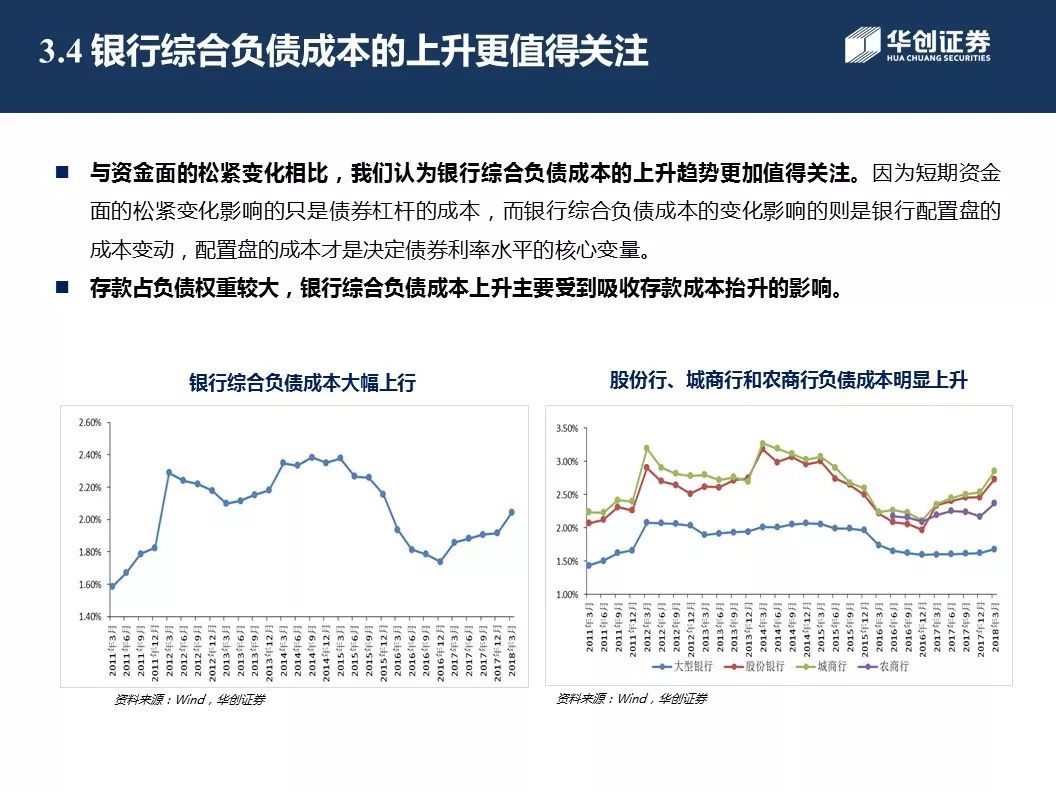 3.4 银行综合负债成本的上升更值得关注
华创证券
HUA CHUANG SECURITIES
与资金面的松紧变化相比，我们认为银行综合负债成本的上升趋势更加值得关注。因为短期资金
面的松紧变化影响的只是债券杠杆的成本，而银行综合负债成本的变化影响的则是银行配置盘的
成本变动，配置盘的成本才是决定债券利率水平的核心变量。
存款占负债权重较大，银行综合负债成本上升主要受到吸收存款成本抬升的影响。
银行综合负债成本大幅上行
2.60%
2.40%
2.20%
2.00%
1.80%
1.60%
1.40%
2011年3月
2011年6月
2011年9月
2011年12月
2012年3月
2012年6月
2012年9月
2012年12月
2013年3月
2013年6月
2013年9月
2013年12月
2014年3月
2014年6月
2014年9月
2014年12月
2015年3月
2015年6月
2015年9月
2015年12月
2016年3月
2016年6月
2016年9月
2016年12月
2017年3月
2017年6月
2017年9月
2017年12月
2018年3月
资料来源：Wind，华创证券
股份行、城商行和农商行负债成本明显上升
3.50%
3.00%
2.50%
2.00%
1.50%
1.00%
2011年3月
2011年6月
2011年9月
2011年12月
2012年3月
2012年6月
2012年9月
2012年12月
2013年3月
2013年6月
2013年9月
2013年12月
2014年3月
2014年6月
2014年9月
2014年12月
2015年3月
2015年6月
2015年9月
2015年12月
2016年3月
2016年6月
2016年9月
2016年12月
2017年3月
2017年6月
2017年9月
2017年12月
2018年3月
大型银行
股份银行
城商行
农商行
资料来源：Wind，华创证券